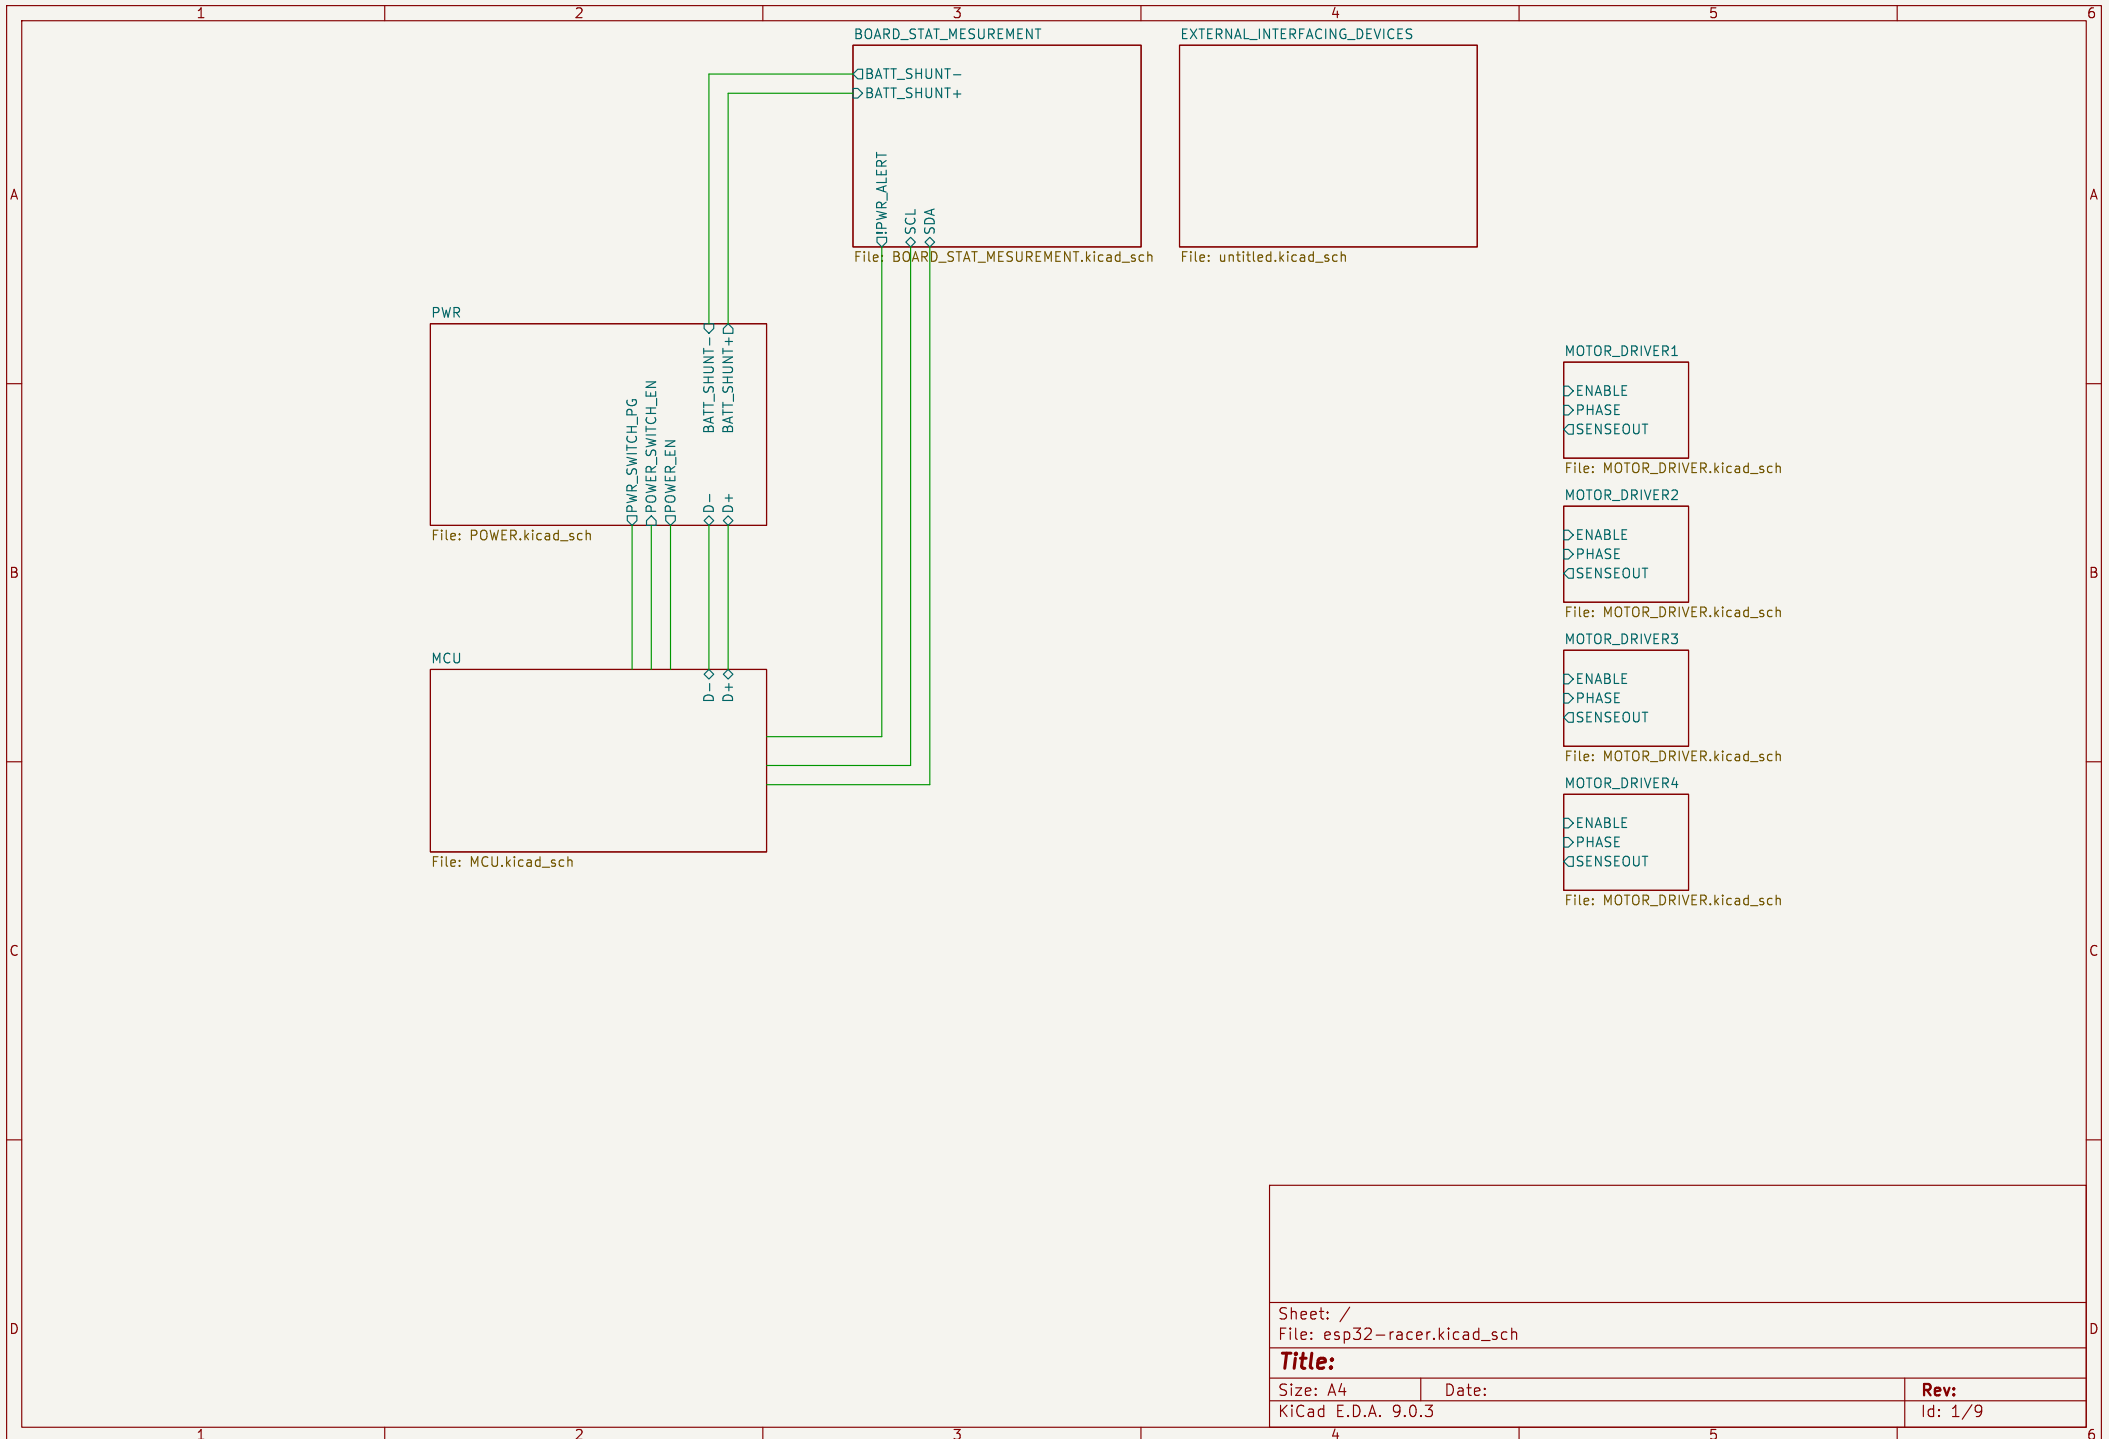 1 2 3 4 5 6
BOARD_STAT_MESUREMENT
BATT_SHUNT-
BATT_SHUNT+
!PWR_ALERT
SCL
SDA
File: BOARD_STAT_MESUREMENT.kicad_sch
EXTERNAL_INTERFACING_DEVICES
File: untitled.kicad_sch
A A
PWR
PWR_SWITCH_PG
POWER_SWITCH_EN
POWER_EN
BATT_SHUNT-
BATT_SHUNT+
D-
D+
File: POWER.kicad_sch
MOTOR_DRIVER1
ENABLE
PHASE
SENSEOUT
File: MOTOR_DRIVER.kicad_sch
MOTOR_DRIVER2
ENABLE
PHASE
SENSEOUT
File: MOTOR_DRIVER.kicad_sch
B B
MCU
D-
D+
File: MCU.kicad_sch
MOTOR_DRIVER3
ENABLE
PHASE
SENSEOUT
File: MOTOR_DRIVER.kicad_sch
MOTOR_DRIVER4
ENABLE
PHASE
SENSEOUT
File: MOTOR_DRIVER.kicad_sch
C C
Sheet: /
File: esp32-racer.kicad_sch
D D
Title:
Size: A4 Date: Rev:
KiCad E.D.A. 9.0.3 Id: 1/9
1 2 3 4 5 6